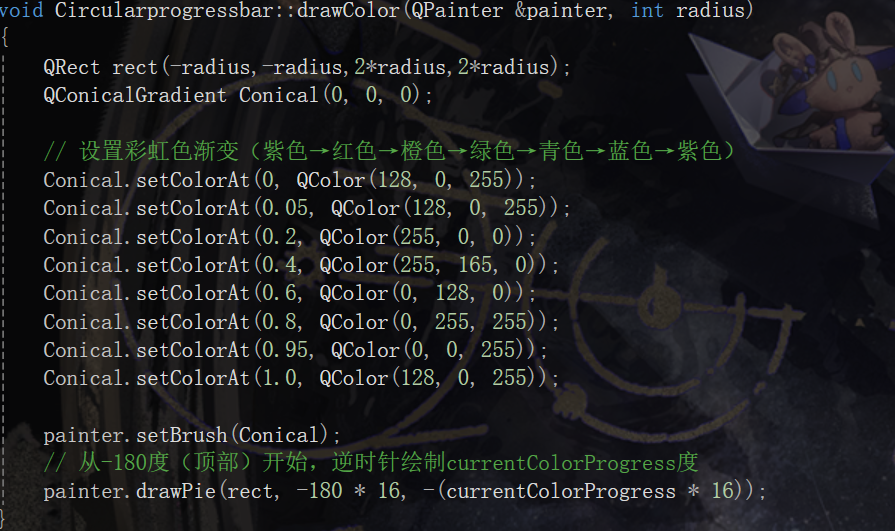 void Circularprogressbar::drawColor(QPainter &painter, int radius)
{
QRect rect(-radius,-radius,2*radius,2*radius);
QConicalGradient Conical(0, 0, 0);
// 设置彩虹色渐变（紫色→红色→橙色→绿色→青色→蓝色→紫色）
Conical.setColorAt(0, QColor(128, 0, 255));
Conical.setColorAt(0.05, QColor(128, 0, 255));
Conical.setColorAt(0.2, QColor(255, 0, 0));
Conical.setColorAt(0.4, QColor(255, 165, 0));
Conical.setColorAt(0.6, QColor(0, 128, 0));
Conical.setColorAt(0.8, QColor(0, 255, 255));
Conical.setColorAt(0.95, QColor(0, 0, 255));
Conical.setColorAt(1.0, QColor(128, 0, 255));
painter.setBrush(Conical);
// 从-180度（顶部）开始，逆时针绘制currentColorProgress度
painter.drawPie(rect, -180 * 16, -(currentColorProgress * 16));
}